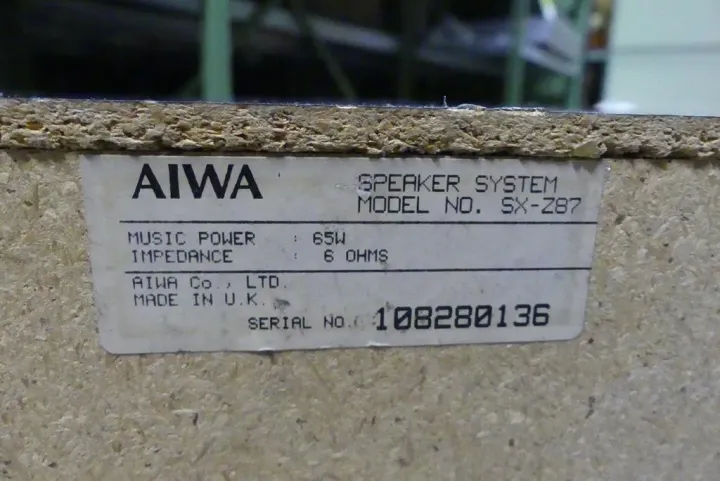 AIWA
SPEAKER SYSTEM
MODEL NO. SX-Z87
MUSIC POWER : 65W
IMPEDANCE : 6 OHMS
AIWA Co., LTD.
MADE IN U.K.
SERIAL NO. 108280136